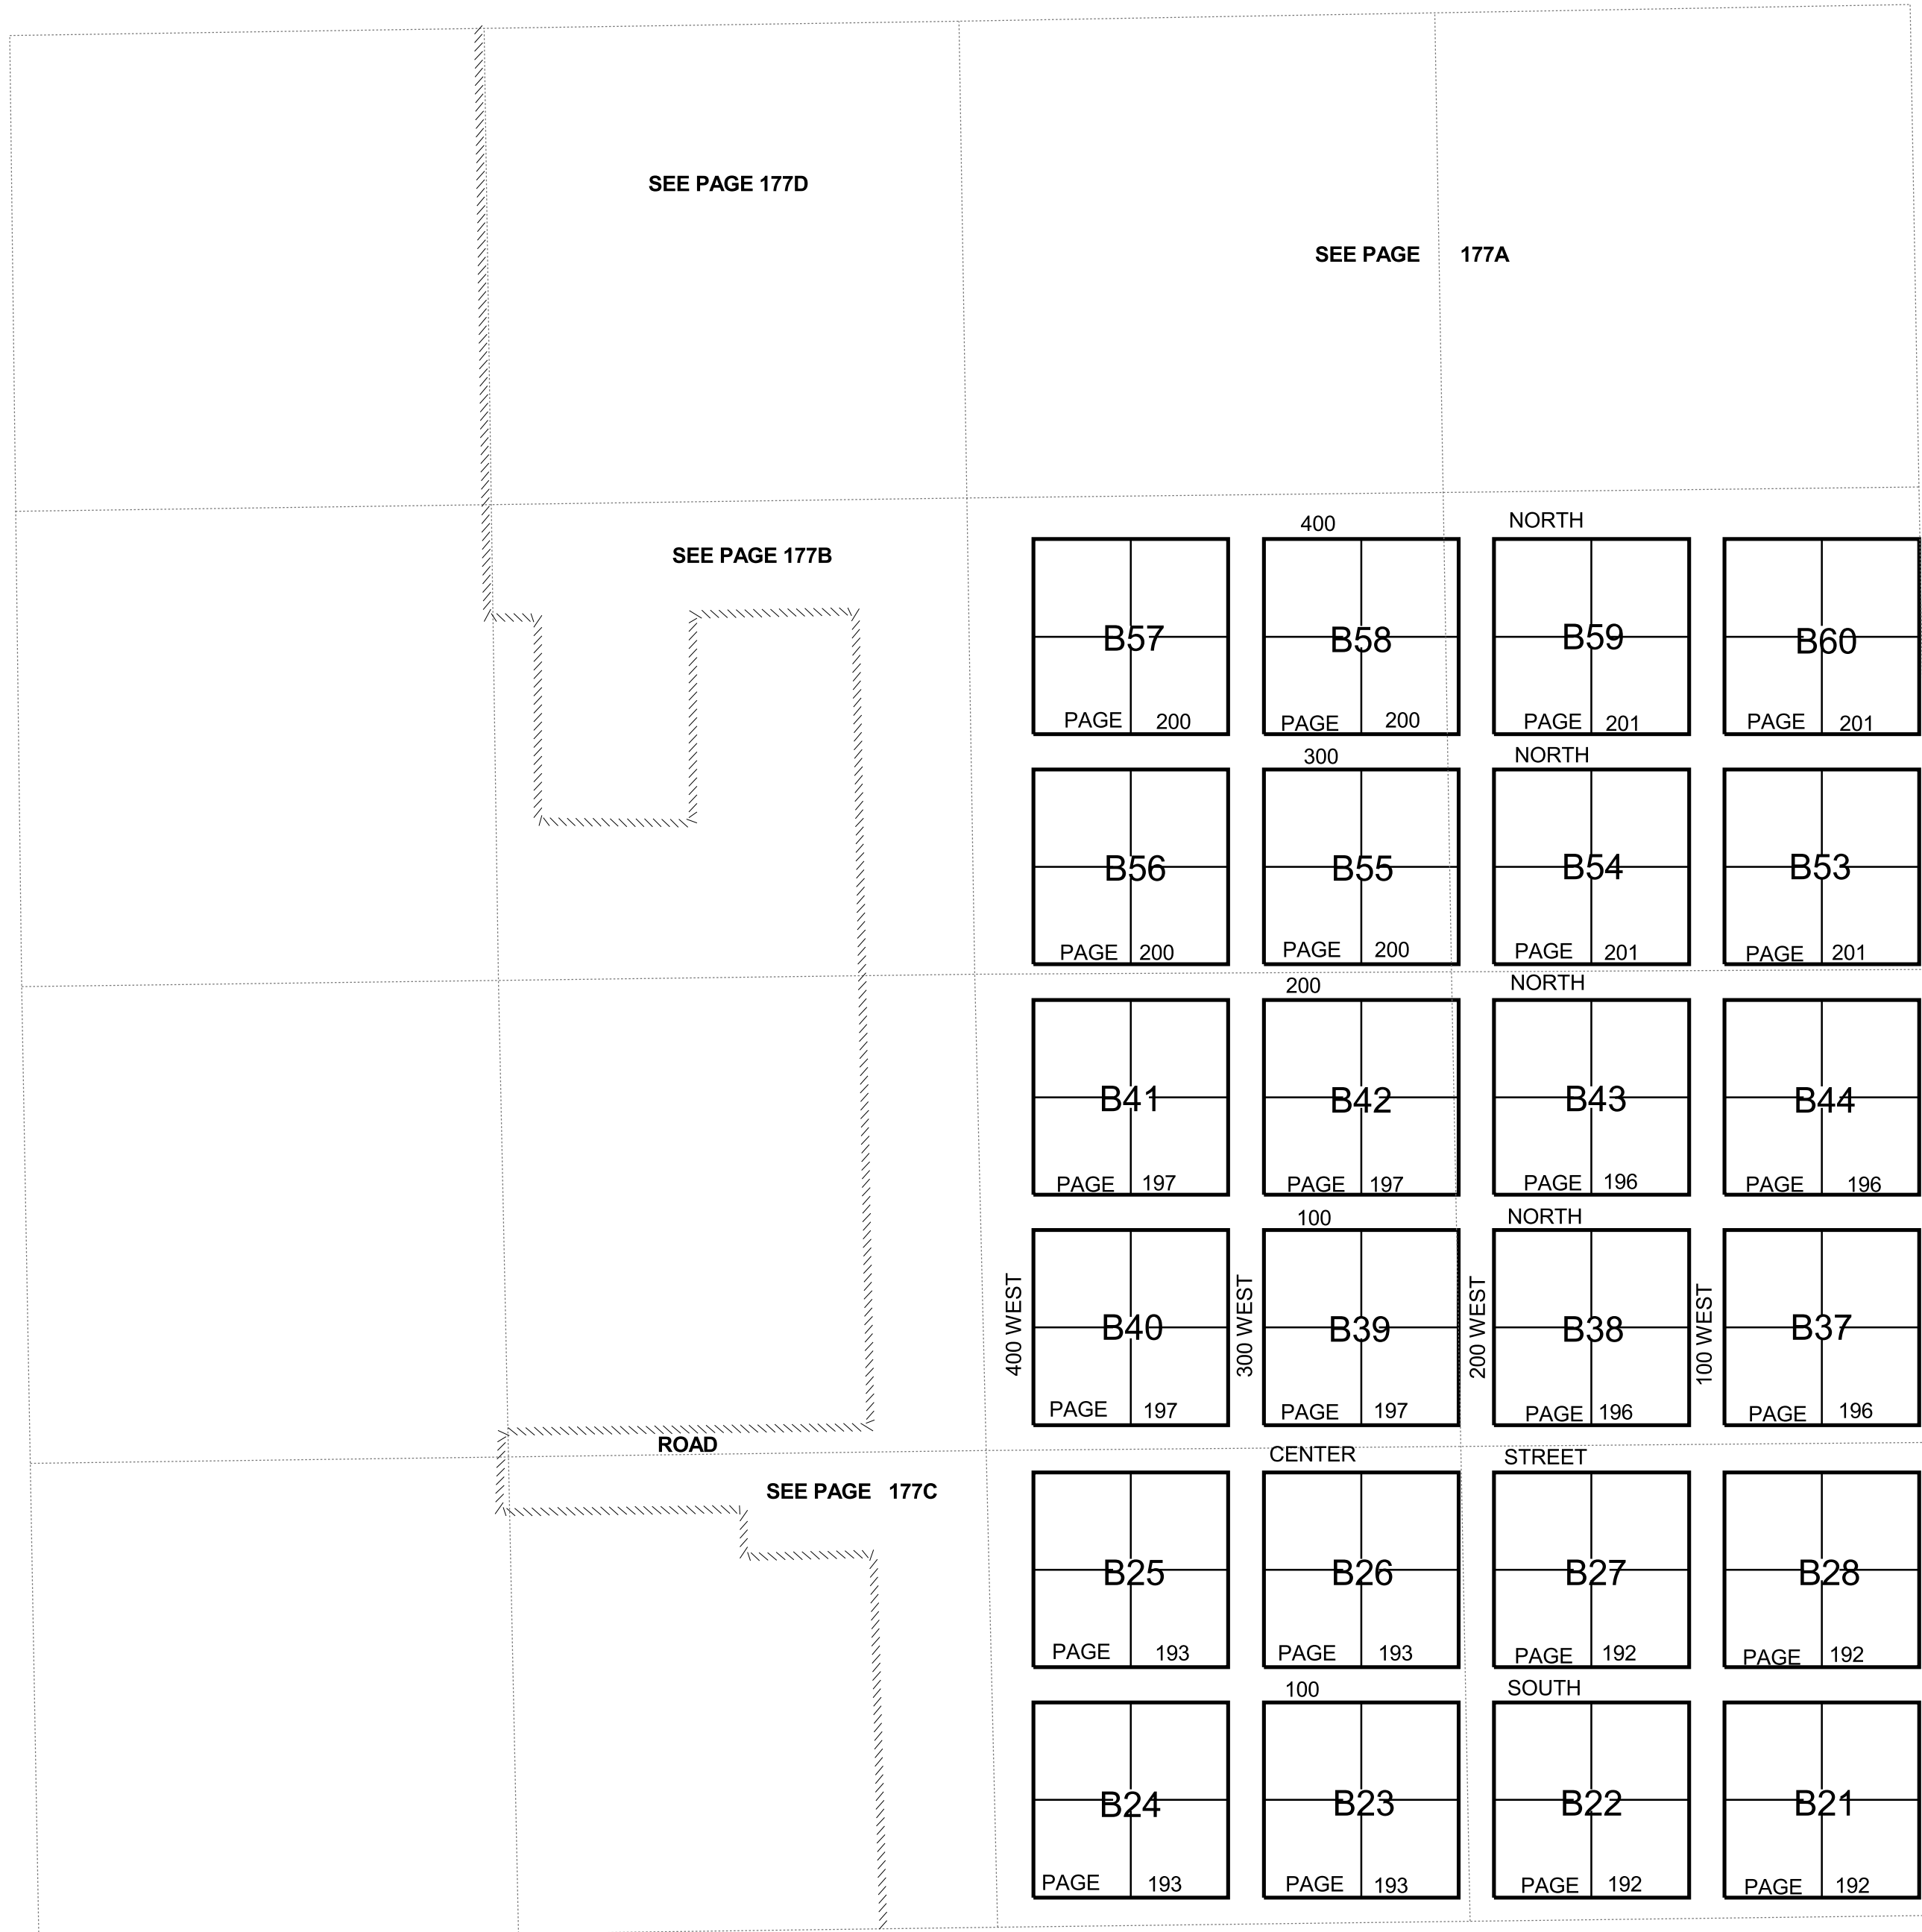 SEE PAGE 177D
SEE PAGE 177A
SEE PAGE 177B
400 NORTH
B57 B58 B59 B60
PAGE 200 PAGE 200 PAGE 201 PAGE 201
300 NORTH
B56 B55 B54 B53
PAGE 200 PAGE 200 PAGE 201 PAGE 201
200 NORTH
B41 B42 B43 B44
PAGE 197 PAGE 197 PAGE 196 PAGE 196
100 NORTH
400 WEST 300 WEST 200 WEST 100 WEST
B40 B39 B38 B37
PAGE 197 PAGE 197 PAGE 196 PAGE 196
ROAD
CENTER STREET
SEE PAGE 177C
B25 B26 B27 B28
PAGE 193 PAGE 193 PAGE 192 PAGE 192
100 SOUTH
B24 B23 B22 B21
PAGE 193 PAGE 193 PAGE 192 PAGE 192